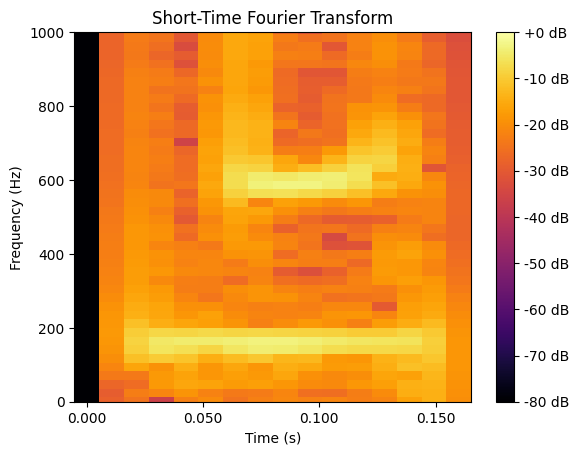 Short-Time Fourier Transform
Frequency (Hz)
1000
800
600
400
200
0
0.000
0.050
0.100
0.150
Time (s)
+0 dB
-10 dB
-20 dB
-30 dB
-40 dB
-50 dB
-60 dB
-70 dB
-80 dB